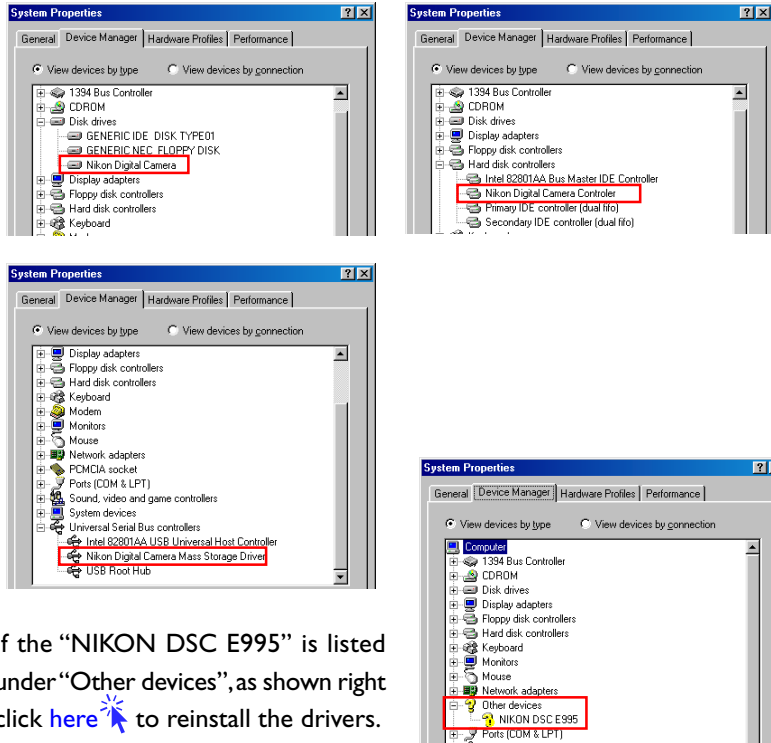 System Properties
General Device Manager Hardware Profiles Performance
View devices by type View devices by connection
1394 Bus Controller
CDROM
Disk drives
GENERIC IDE DISK TYPE01
GENERIC NEC FLOPPY DISK
Nikon Digital Camera
Display adapters
Floppy disk controllers
Hard disk controllers
Keyboard
System Properties
General Device Manager Hardware Profiles Performance
View devices by type View devices by connection
1394 Bus Controller
CDROM
Disk drives
Display adapters
Floppy disk controllers
Hard disk controllers
Intel 82801AA Bus Master IDE Controller
Nikon Digital Camera Controler
Primary IDE controller (dual fifo)
Secondary IDE controller (dual fifo)
System Properties
General Device Manager Hardware Profiles Performance
View devices by type View devices by connection
Display adapters
Floppy disk controllers
Hard disk controllers
Keyboard
Modem
Monitors
Mouse
Network adapters
PCMCIA socket
Ports (COM & LPT)
Sound, video and game controllers
System devices
Universal Serial Bus controllers
Intel 82801AA USB Universal Host Controller
Nikon Digital Camera Mass Storage Driver
USB Root Hub
System Properties
General Device Manager Hardware Profiles Performance
View devices by type View devices by connection
Computer
1394 Bus Controller
CDROM
Disk drives
Display adapters
Floppy disk controllers
Hard disk controllers
Keyboard
Monitors
Mouse
Network adapters
Other devices
NIKON DSC E995
Ports (COM & LPT)
f the “NIKON DSC E995” is listed
under “Other devices”, as shown right
click here to reinstall the drivers.